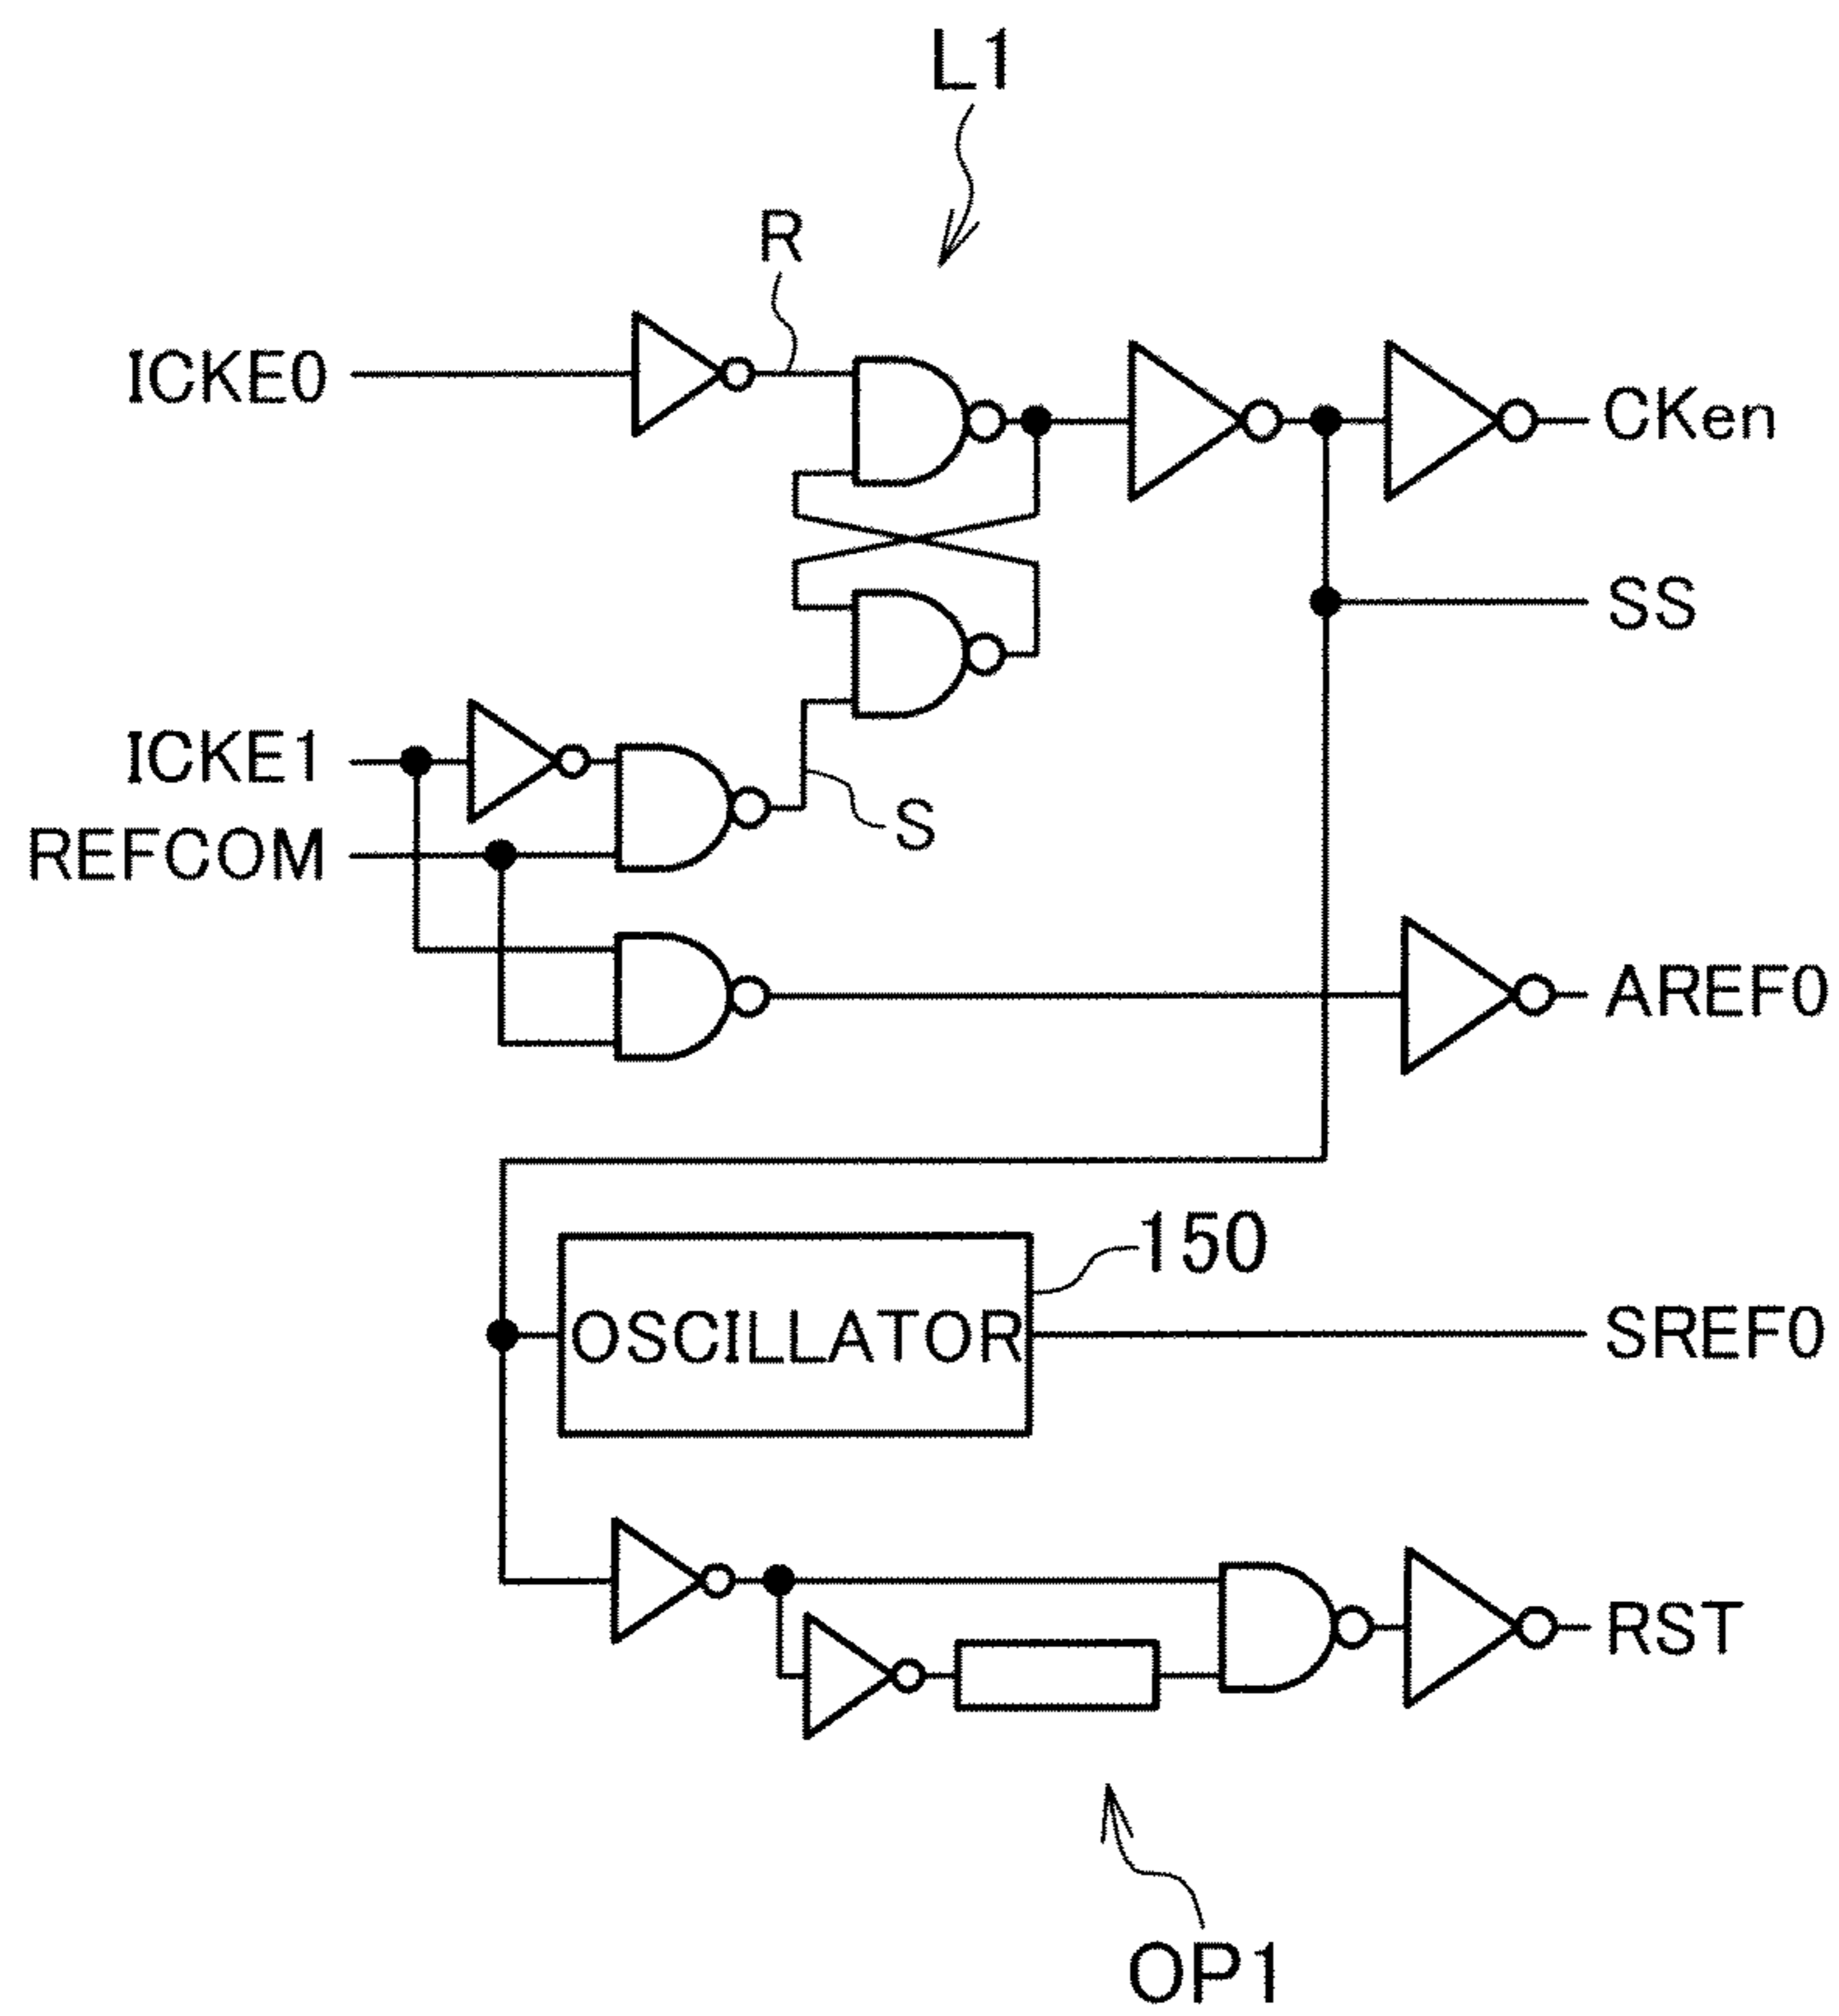 L1
R
ICKE0
CKen
SS
ICKE1
S
REFCOM
AREF0
150
OSCILLATOR
SREF0
RST
OP1